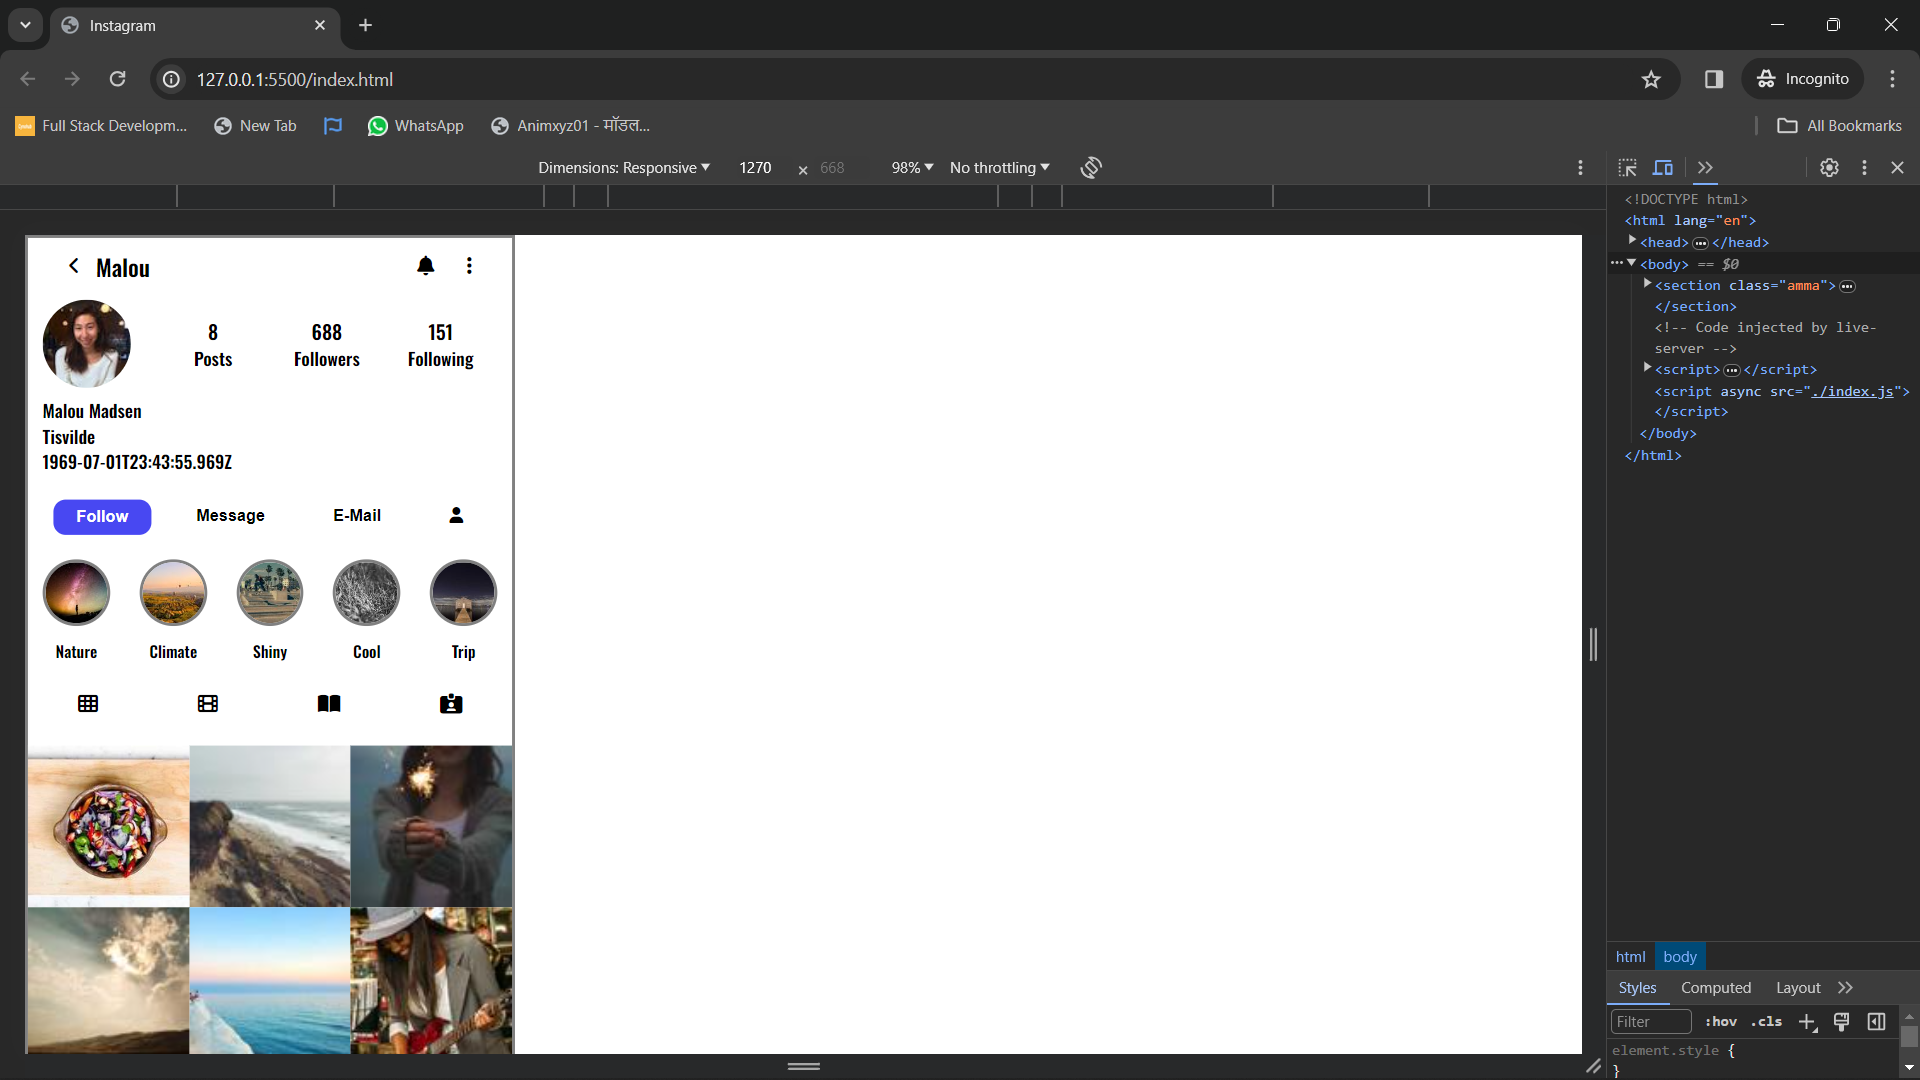 Instagram
127.0.0.1:5500/index.html
Incognito
Full Stack Developm...
New Tab
WhatsApp
Animxyz01 - मॉडल...
All Bookmarks
Dimensions: Responsive
1270 × 668
98%
No throttling
Malou
8
Posts
688
Followers
151
Following
Malou Madsen
Tisvilde
1969-07-01T23:43:55.969Z
Follow
Message
E-Mail
Nature
Climate
Shiny
Cool
Trip
<!DOCTYPE html>
<html lang="en">
<head>…</head>
<body> == $0
<section class="amma">…
</section>
<!-- Code injected by live-
server -->
<script>…</script>
<script async src="./index.js">
</script>
</body>
</html>
html body
Styles Computed Layout
Filter :hov .cls
element.style {
}